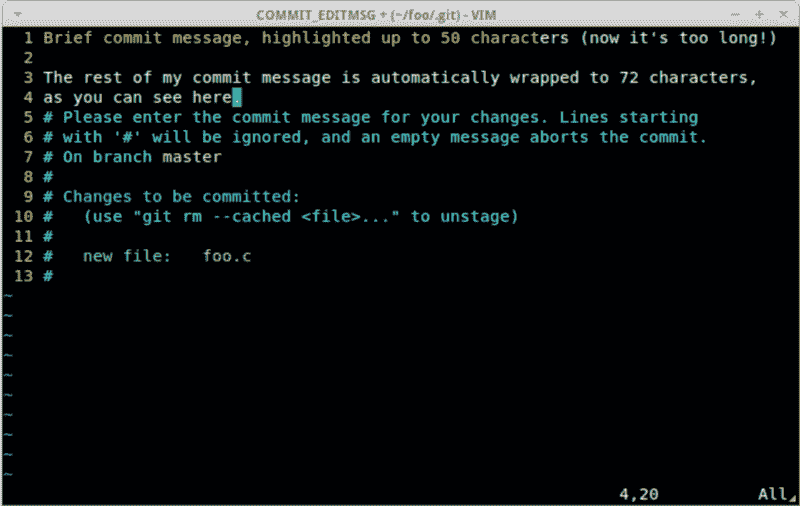 COMMIT_EDITMSG + (~/foo/.git) - VIM
1 Brief commit message, highlighted up to 50 characters (now it's too long!)
2
3 The rest of my commit message is automatically wrapped to 72 characters,
4 as you can see here.
5 # Please enter the commit message for your changes. Lines starting
6 # with '#' will be ignored, and an empty message aborts the commit.
7 # On branch master
8 #
9 # Changes to be committed:
10 #   (use "git rm --cached <file>..." to unstage)
11 #
12 #   new file:   foo.c
13 #
~
~
~
~
~
~
~
~
~
~
4,20 All